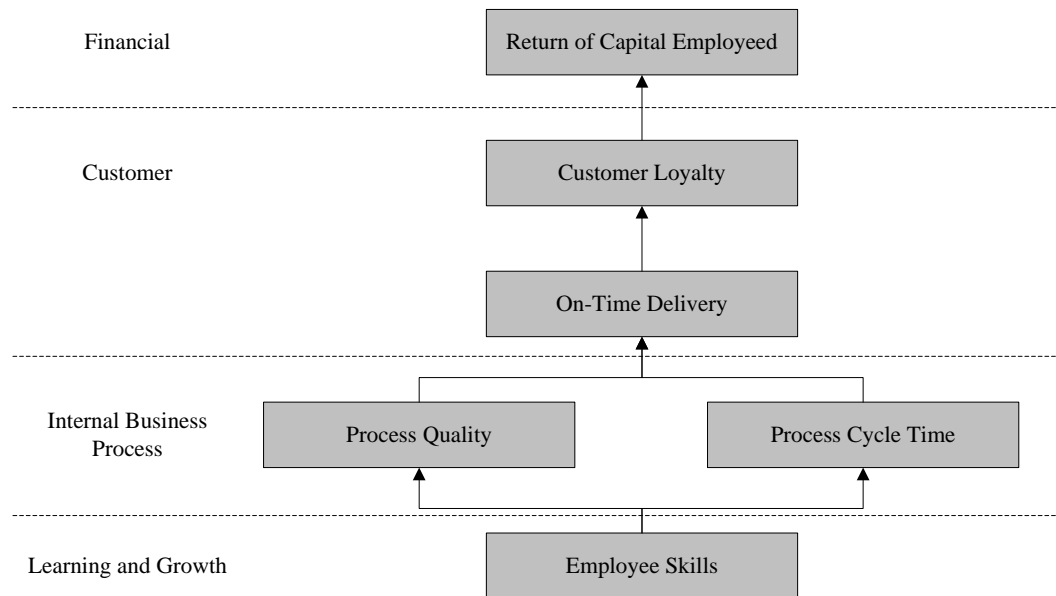 Financial
Return of Capital Employeed
Customer
Customer Loyalty
On-Time Delivery
Internal Business
Process
Process Quality
Process Cycle Time
Learning and Growth
Employee Skills